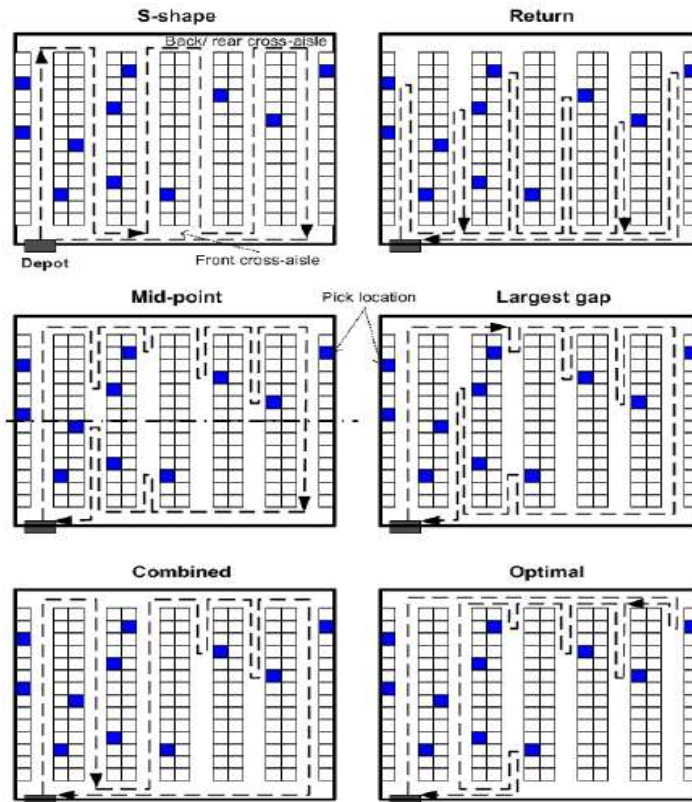 S-shape
Return
Back/ rear cross-aisle
Depot
Front cross-aisle
Mid-point
Pick location
Largest gap
Combined
Optimal